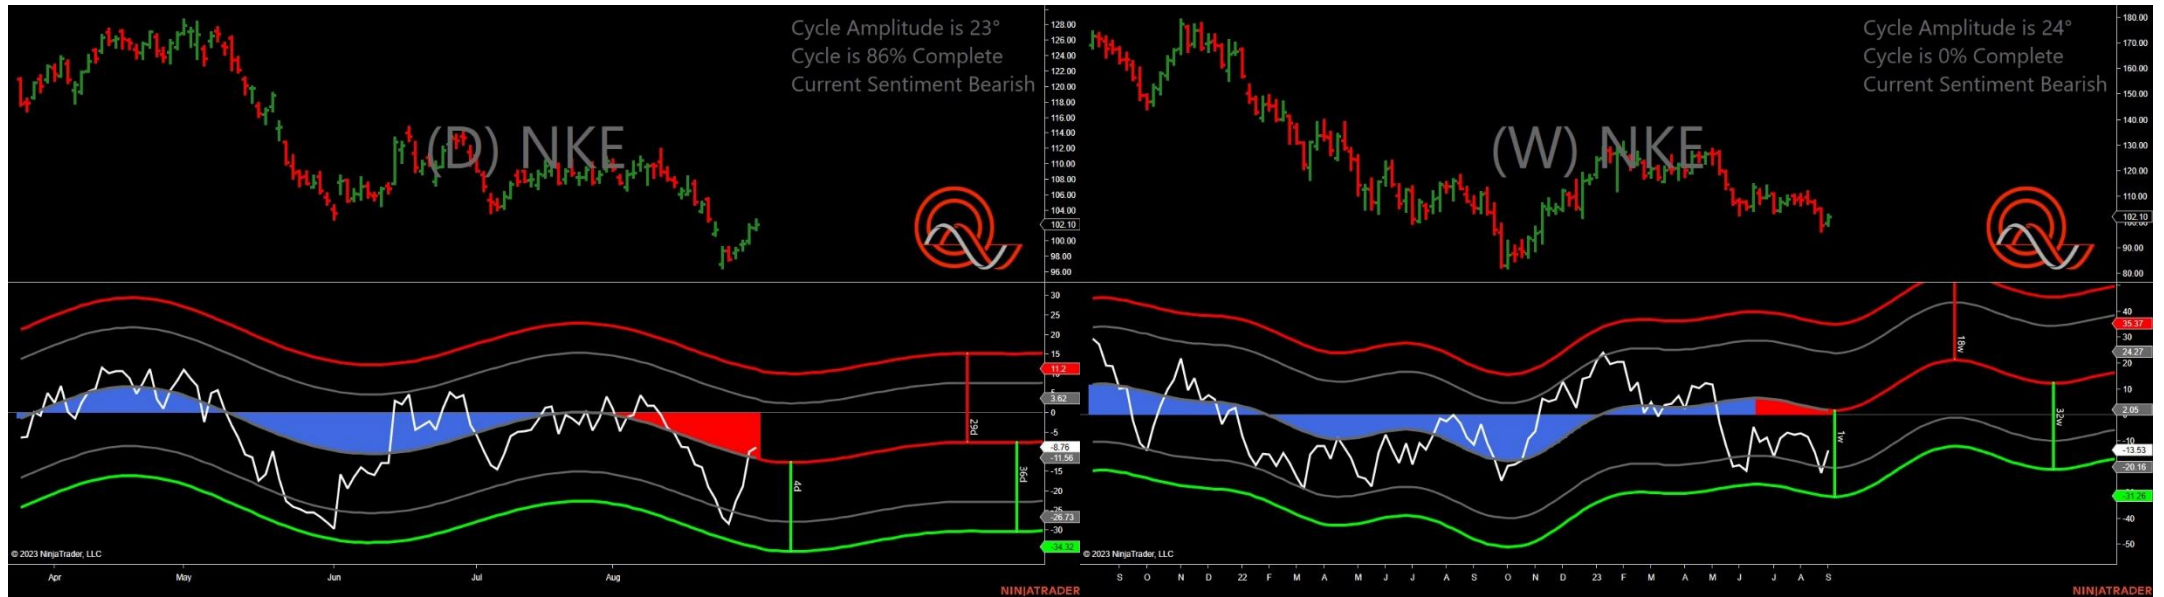 Cycle Amplitude is 23°
Cycle is 86% Complete
Current Sentiment Bearish
(D) NKE
128.00
126.00
124.00
122.00
120.00
118.00
116.00
114.00
112.00
110.00
108.00
106.00
104.00
102.10
100.00
98.00
96.00
30
25
20
15
11.2
3.62
0
-5
-8.76
-11.56
-15
-20
-26.73
-30
-34.32
4d
29d
36d
© 2023 NinjaTrader, LLC
Apr May Jun Jul Aug
NINJATRADER
Cycle Amplitude is 24°
Cycle is 0% Complete
Current Sentiment Bearish
(W) NKE
180.00
170.00
160.00
150.00
140.00
130.00
120.00
110.00
102.10
90.00
80.00
40
35.37
30
24.27
20
10
2.05
0
-10
-13.53
-20.16
-31.26
-40
-50
1w
18w
32w
© 2023 NinjaTrader, LLC
S O N D 22 F M A M J J A S O N D 23 F M A M J J A S
NINJATRADER